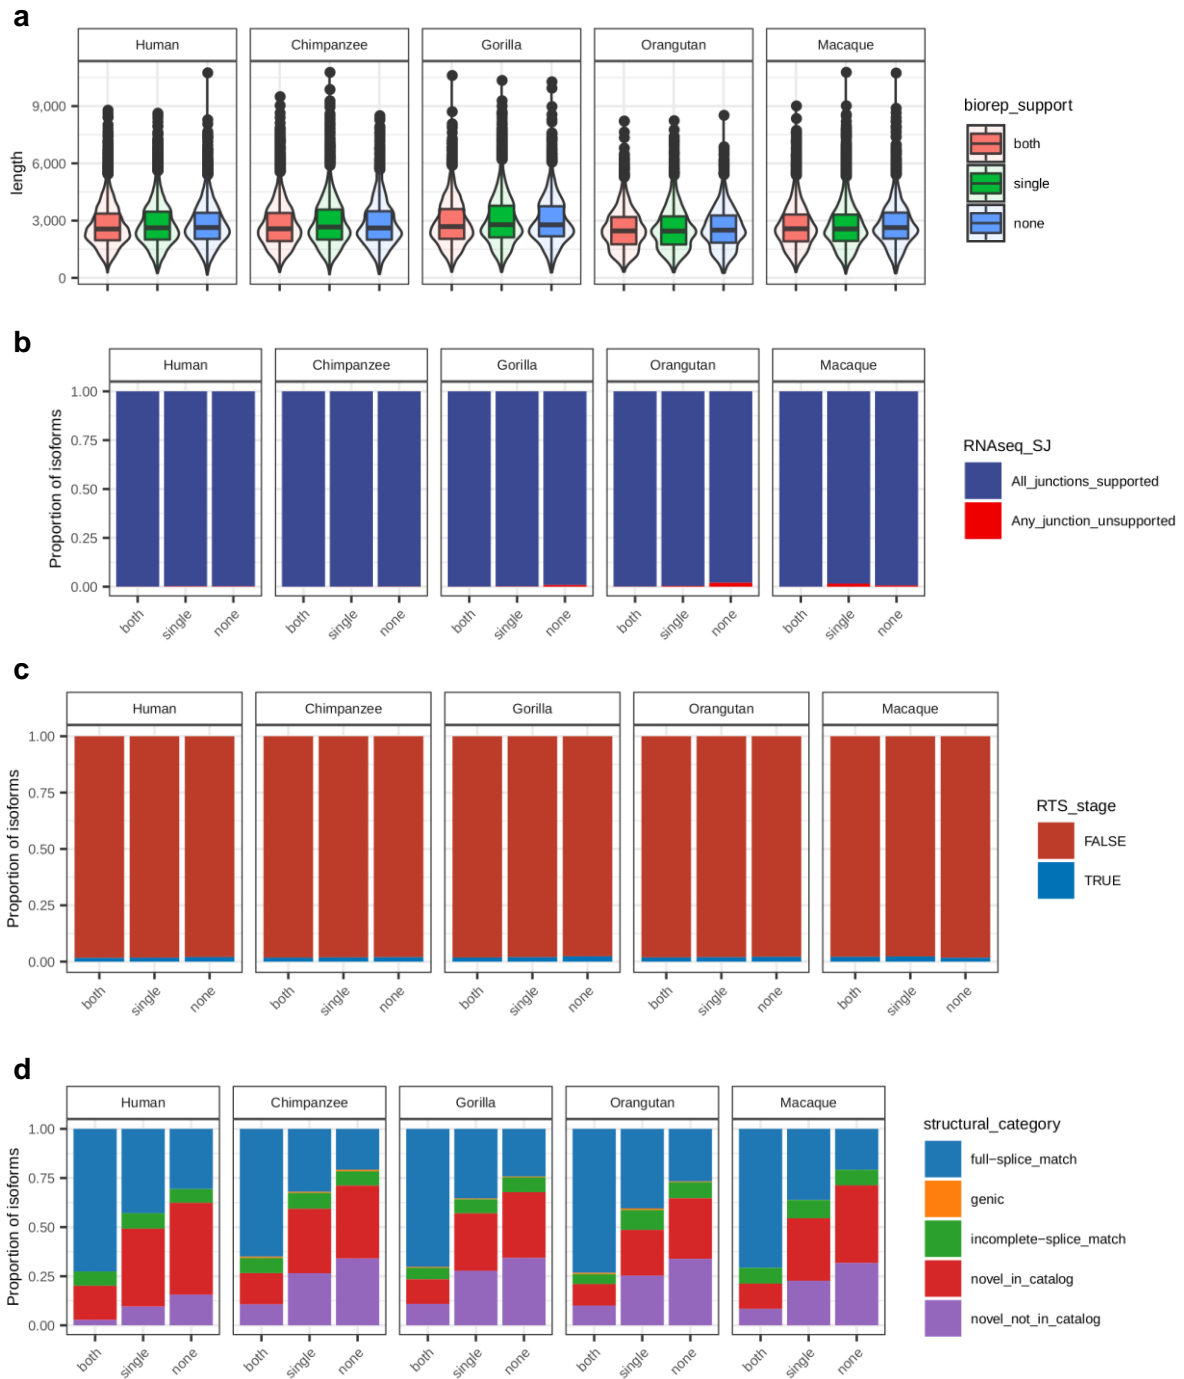 a
Human Chimpanzee Gorilla Orangutan Macaque
9,000
6,000
3,000
0
length
biorep_support
both
single
none
b
Human Chimpanzee Gorilla Orangutan Macaque
1.00
0.75
0.50
0.25
0.00
Proportion of isoforms
both single none both single none both single none both single none both single none
RNAseq_SJ
All_junctions_supported
Any_junction_unsupported
c
Human Chimpanzee Gorilla Orangutan Macaque
1.00
0.75
0.50
0.25
0.00
Proportion of isoforms
both single none both single none both single none both single none both single none
RTS_stage
FALSE
TRUE
d
Human Chimpanzee Gorilla Orangutan Macaque
1.00
0.75
0.50
0.25
0.00
Proportion of isoforms
both single none both single none both single none both single none both single none
structural_category
full−splice_match
genic
incomplete−splice_match
novel_in_catalog
novel_not_in_catalog